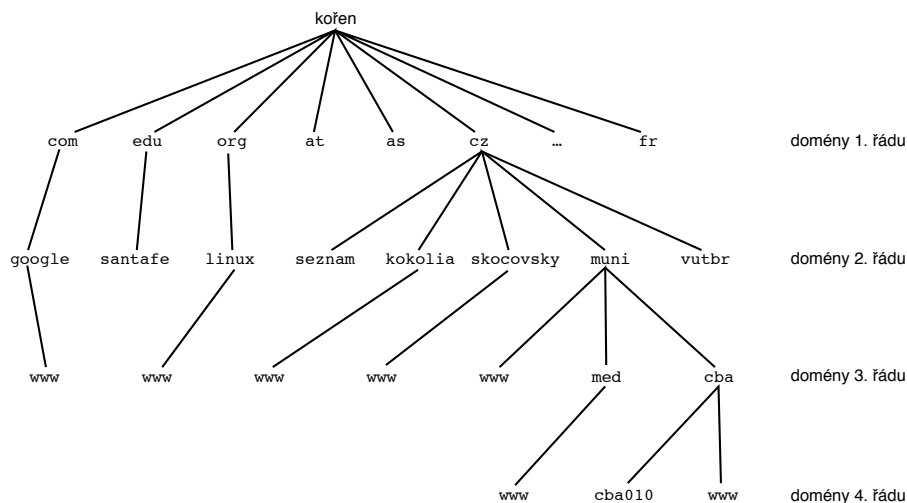 kořen
com edu org at as cz … fr domény 1. řádu
google santafe linux seznam kokolia skocovsky muni vutbr domény 2. řádu
www www www www www med cba domény 3. řádu
www cba010 www domény 4. řádu